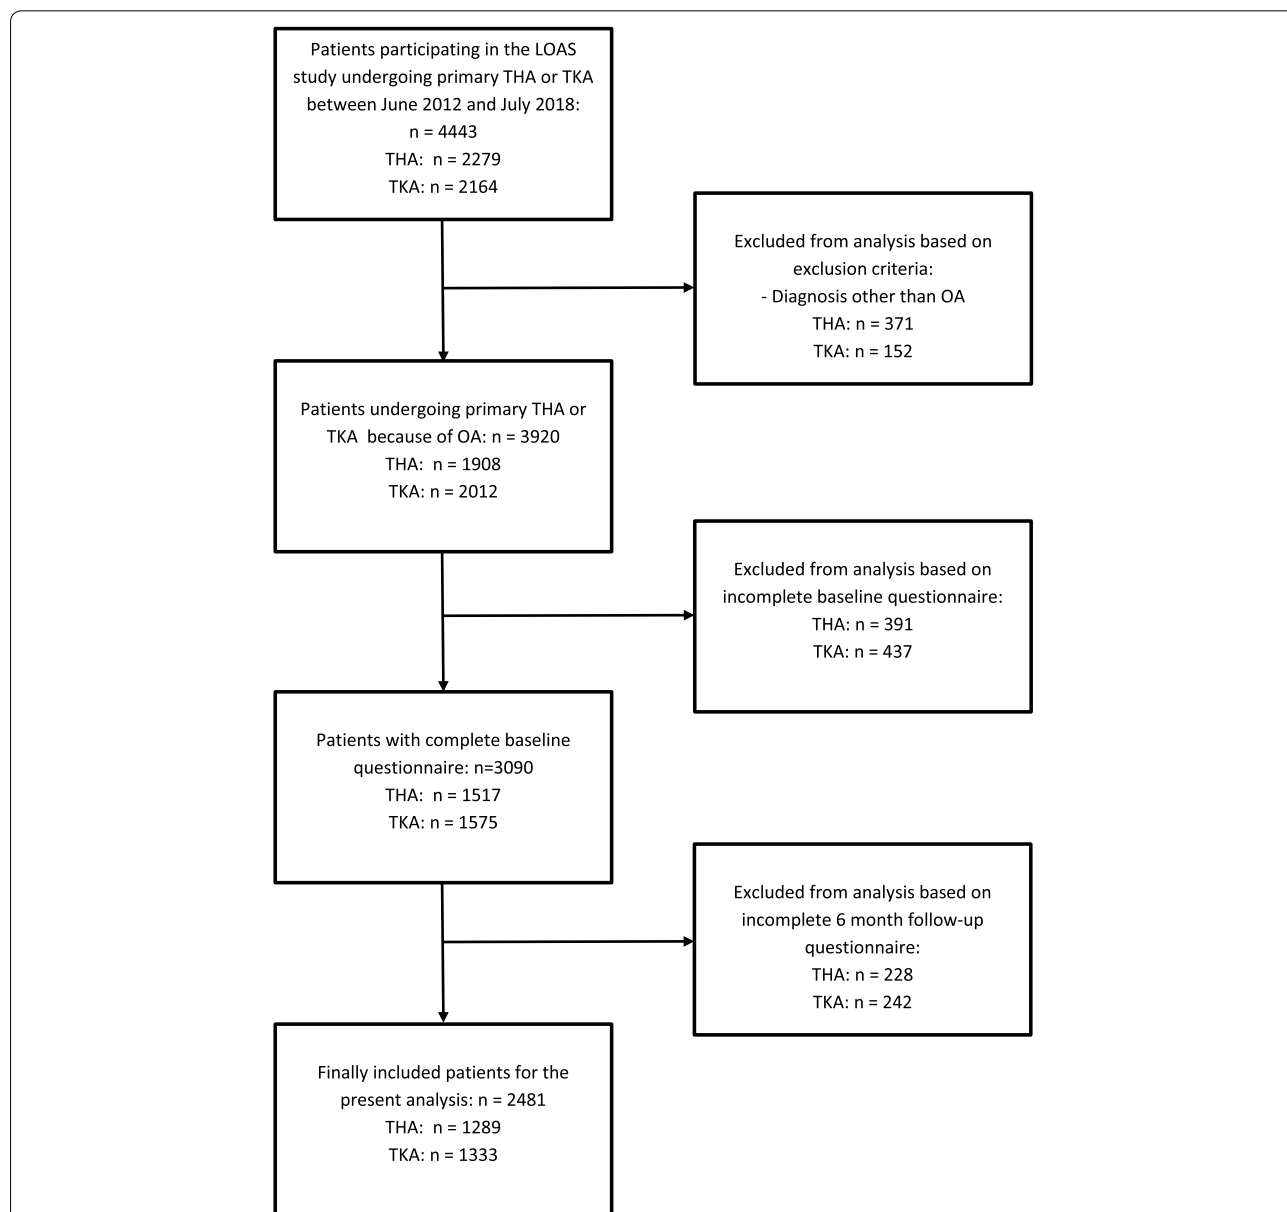 Patients participating in the LOAS
study undergoing primary THA or TKA
between June 2012 and July 2018:
n = 4443
THA: n = 2279
TKA: n = 2164
Excluded from analysis based on
exclusion criteria:
- Diagnosis other than OA
THA: n = 371
TKA: n = 152
Patients undergoing primary THA or
TKA because of OA: n = 3920
THA: n = 1908
TKA: n = 2012
Excluded from analysis based on
incomplete baseline questionnaire:
THA: n = 391
TKA: n = 437
Patients with complete baseline
questionnaire: n=3090
THA: n = 1517
TKA: n = 1575
Excluded from analysis based on
incomplete 6 month follow-up
questionnaire:
THA: n = 228
TKA: n = 242
Finally included patients for the
present analysis: n = 2481
THA: n = 1289
TKA: n = 1333